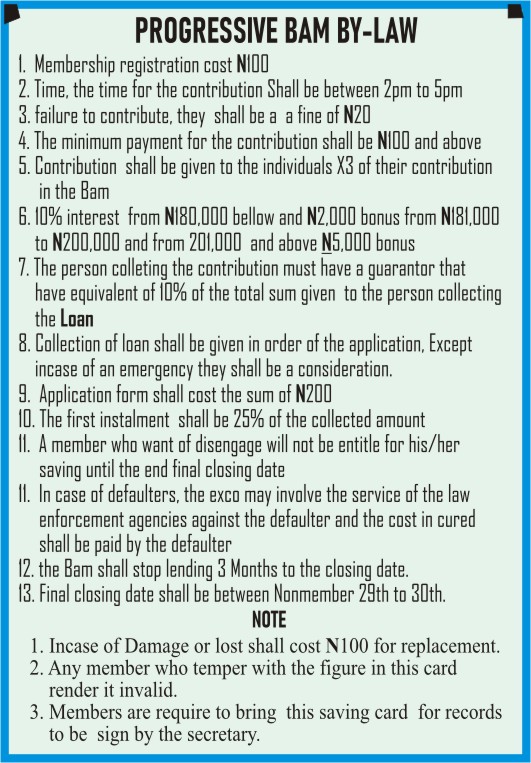 PROGRESSIVE BAM BY-LAW
1. Membership registration cost N100
2. Time, the time for the contribution Shall be between 2pm to 5pm
3. failure to contribute, they shall be a a fine of N20
4. The minimum payment for the contribution shall be N100 and above
5. Contribution shall be given to the individuals X3 of their contribution
in the Bam
6. 10% interest from N180,000 bellow and N2,000 bonus from N181,000
to N200,000 and from 201,000 and above N5,000 bonus
7. The person colleting the contribution must have a guarantor that
have equivalent of 10% of the total sum given to the person collecting
the Loan
8. Collection of loan shall be given in order of the application, Except
incase of an emergency they shall be a consideration.
9. Application form shall cost the sum of N200
10. The first instalment shall be 25% of the collected amount
11. A member who want of disengage will not be entitle for his/her
saving until the end final closing date
11. In case of defaulters, the exco may involve the service of the law
enforcement agencies against the defaulter and the cost in cured
shall be paid by the defaulter
12. the Bam shall stop lending 3 Months to the closing date.
13. Final closing date shall be between Nonmember 29th to 30th.
NOTE
1. Incase of Damage or lost shall cost N100 for replacement.
2. Any member who temper with the figure in this card
render it invalid.
3. Members are require to bring this saving card for records
to be sign by the secretary.